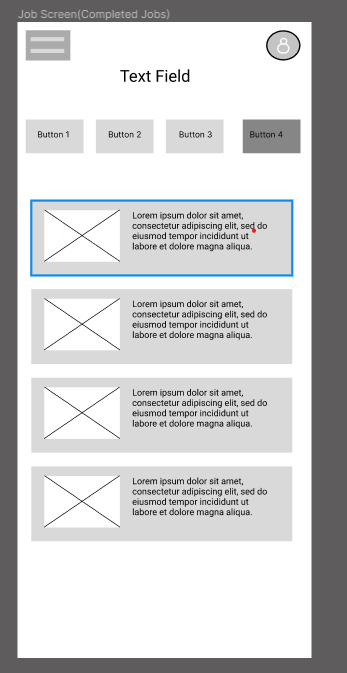 Job Screen(Completed Jobs)
Text Field
Button 1
Button 2
Button 3
Button 4
Lorem ipsum dolor sit amet,
consectetur adipiscing elit, sed do
eiusmod tempor incididunt ut
labore et dolore magna aliqua.
Lorem ipsum dolor sit amet,
consectetur adipiscing elit, sed do
eiusmod tempor incididunt ut
labore et dolore magna aliqua.
Lorem ipsum dolor sit amet,
consectetur adipiscing elit, sed do
eiusmod tempor incididunt ut
labore et dolore magna aliqua.
Lorem ipsum dolor sit amet,
consectetur adipiscing elit, sed do
eiusmod tempor incididunt ut
labore et dolore magna aliqua.